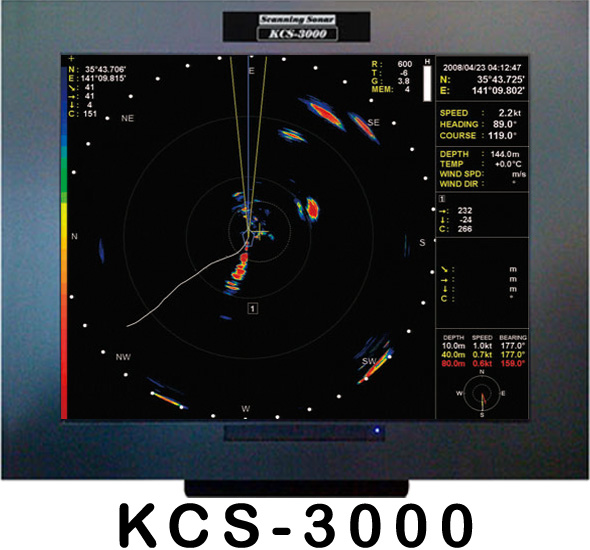 Scanning Sonar
KCS-3000
+
N: 35°43.706'
E: 141°09.815'
↘: 41
→: 41
↓: 4
C: 151
R: 600
T: -6
G: 3.8
MEM: 4
H
E
NE
SE
N
S
1
NW
SW
W
2008/04/23 04:12:47
N: 35°43.725'
E: 141°09.802'
SPEED : 2.2kt
HEADING : 89.0°
COURSE : 119.0°
DEPTH : 144.0m
TEMP : +0.0°C
WIND SPD: m/s
WIND DIR : °
1
→: 232
↓: -24
C: 266
↘: m
→: m
↓: m
C: °
DEPTH SPEED BEARING
10.0m 1.0kt 177.0°
40.0m 0.7kt 177.0°
80.0m 0.6kt 159.0°
N
W E
S
KCS-3000